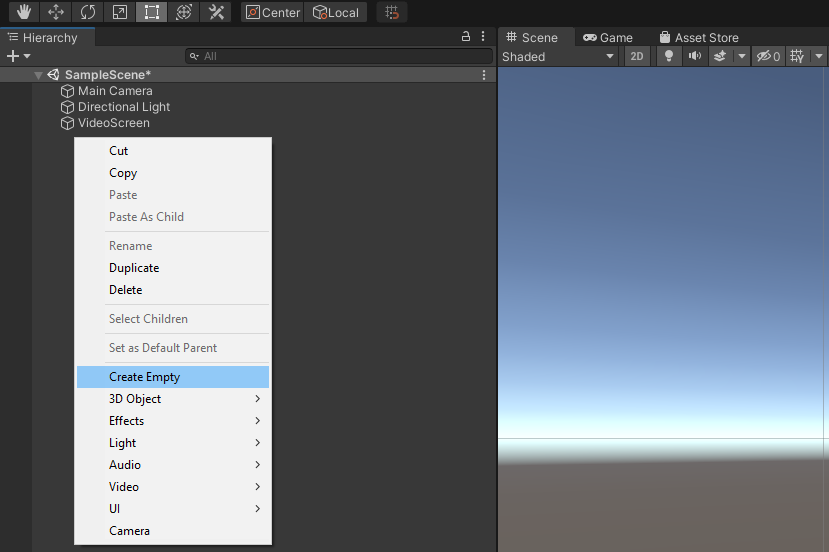 Center Local
Hierarchy
All
SampleScene*
Main Camera
Directional Light
VideoScreen
Cut
Copy
Paste
Paste As Child
Rename
Duplicate
Delete
Select Children
Set as Default Parent
Create Empty
3D Object
Effects
Light
Audio
Video
UI
Camera
Scene Game Asset Store
Shaded 2D 0